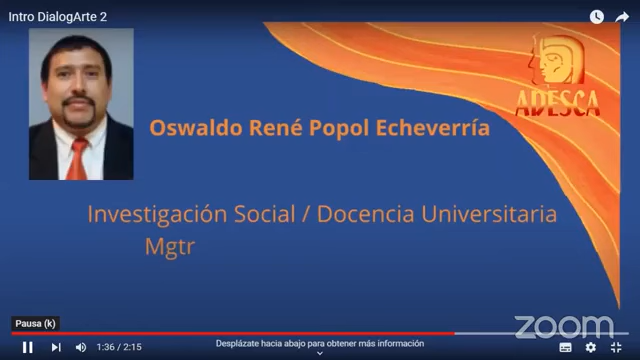 Intro DialogArte 2
ADESCA
Oswaldo René Popol Echeverría
Investigación Social / Docencia Universitaria
Mgtr
Pausa (k)
zoom
1:36 / 2:15
Desplázate hacia abajo para obtener más información